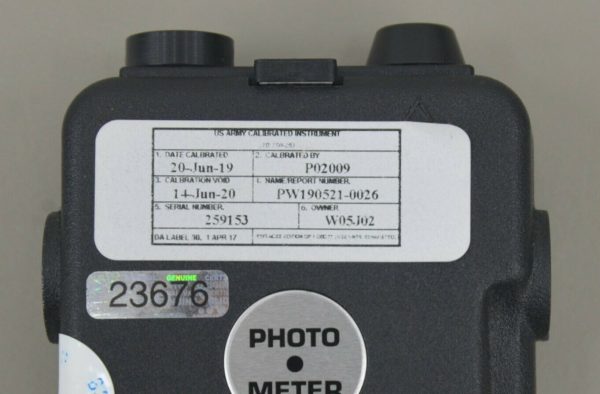 US ARMY CALIBRATED INSTRUMENT
1. DATE CALIBRATED 2. CALIBRATED BY
20-Jun-19 P02009
3. CALIBRATION VOID 4. NAME/REPORT NUMBER
14-Jun-20 PW190521-0026
5. SERIAL NUMBER. 6. OWNER
259153 W05J02
DA LABEL 80, 1 APR 17
GENUINE
23676
PHOTO
METER